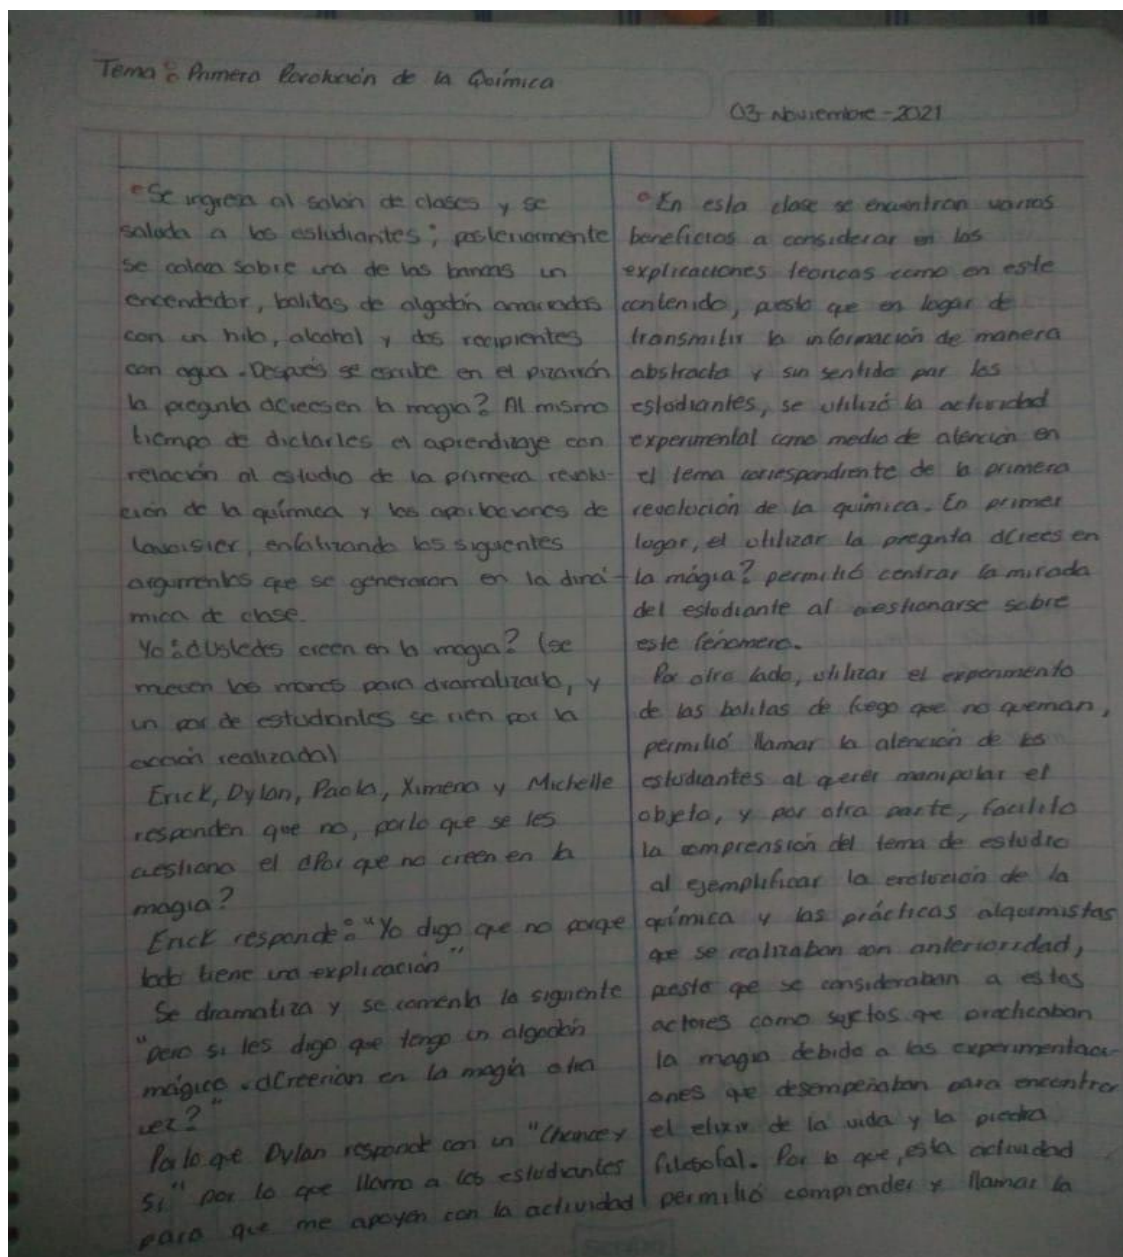 Tema: Primera Revolución de la Química
03-Noviembre-2021
•Se ingresa al salón de clases y se
saluda a los estudiantes; posteriormente
se coloca sobre una de las bancas un
encendedor, bolitas de algodón amarradas
con un hilo, alcohol y dos recipientes
con agua. Después se escribe en el pizarrón
la pregunta ¿Crees en la magia? Al mismo
tiempo de dictarles el aprendizaje con
relación al estudio de la primera revolu-
ción de la química y las aportaciones de
Lavoisier, enfatizando los siguientes
argumentos que se generaron en la diná-
mica de clase.
Yo: ¿Ustedes creen en la magia? (se
mueven las manos para dramatizarlo, y
un par de estudiantes se ríen por la
acción realizada)
Erick, Dylan, Paola, Ximena y Michelle
responden que no, por lo que se les
cuestiona el ¿Por que no creen en la
magia?
Erick responde: "Yo digo que no porque
todo tiene una explicación"
Se dramatiza y se comenta lo siguiente
"pero si les digo que tengo un algodón
mágico. ¿Creerían en la magia otra
vez?"
Por lo que Dylan responde con un "Chance y
si" por lo que llamo a los estudiantes
para que me apoyen con la actividad
•En esta clase se encuentran varios
beneficios a considerar en las
explicaciones teoricas como en este
contenido, puesto que en lugar de
transmitir la información de manera
abstracta y sin sentido por los
estudiantes, se utilizó la actividad
experimental como medio de atención en
el tema correspondiente de la primera
revolución de la química. En primer
lugar, el utilizar la pregnta ¿Crees en
la mágia? permitió centrar la mirada
del estudiante al cuestionarse sobre
este fenomeno.
Por otro lado, utilizar el experimento
de las bolitas de fuego que no queman,
permitió llamar la atención de los
estudiantes al querer manipular el
objeto, y por otra parte, facilito
la comprensión del tema de estudio
al ejemplificar la evolución de la
química y las prácticas alquimistas
que se realizaban con anterioridad,
puesto que se consideraban a estos
actores como sujetos que practicaban
la magia debido a las experimentaci-
ones que desempeñaban para encontrar
el elixir de la vida y la piedra
filosofal. Por lo que, esta actividad
permitió comprender y llamar la